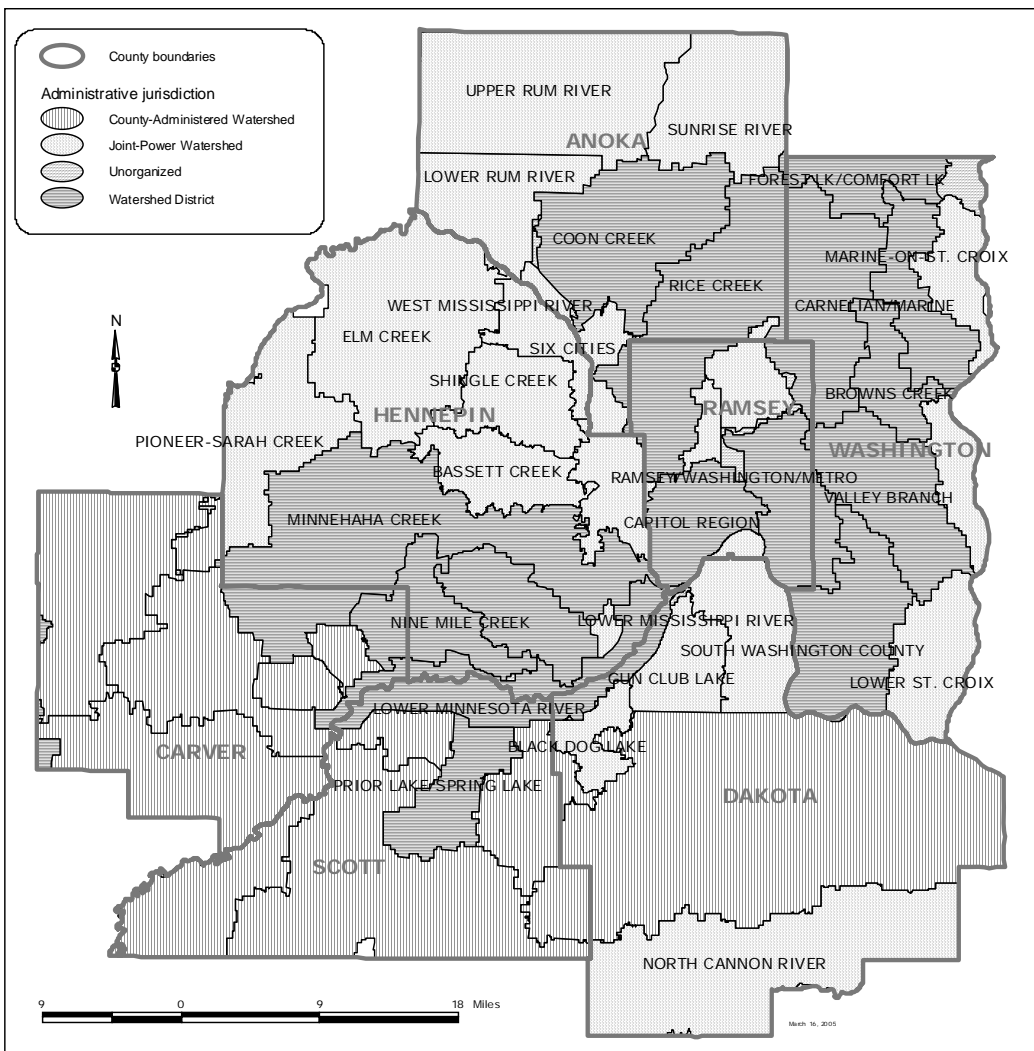 County boundaries
Administrative jurisdiction
County-Administered Watershed
Joint-Power Watershed
Unorganized
Watershed District
UPPER RUM RIVER
SUNRISE RIVER
ANOKA
LOWER RUM RIVER
FOREST LK/COMFORT LK
COON CREEK
MARINE-ON-ST. CROIX
RICE CREEK
WEST MISSISSIPPI RIVER
CARNELIAN/MARINE
N
ELM CREEK
SIX CITIES
SHINGLE CREEK
BROWNS CREEK
HENNEPIN
RAMSEY
PIONEER-SARAH CREEK
WASHINGTON
BASSETT CREEK
RAMSEY/WASHINGTON/METRO
VALLEY BRANCH
MINNEHAHA CREEK
CAPITOL REGION
NINE MILE CREEK
LOWER MISSISSIPPI RIVER
SOUTH WASHINGTON COUNTY
GUN CLUB LAKE
LOWER ST. CROIX
LOWER MINNESOTA RIVER
CARVER
BLACK DOG LAKE
PRIOR LAKE-SPRING LAKE
DAKOTA
SCOTT
NORTH CANNON RIVER
9 0 9 18 Miles
March 16, 2005